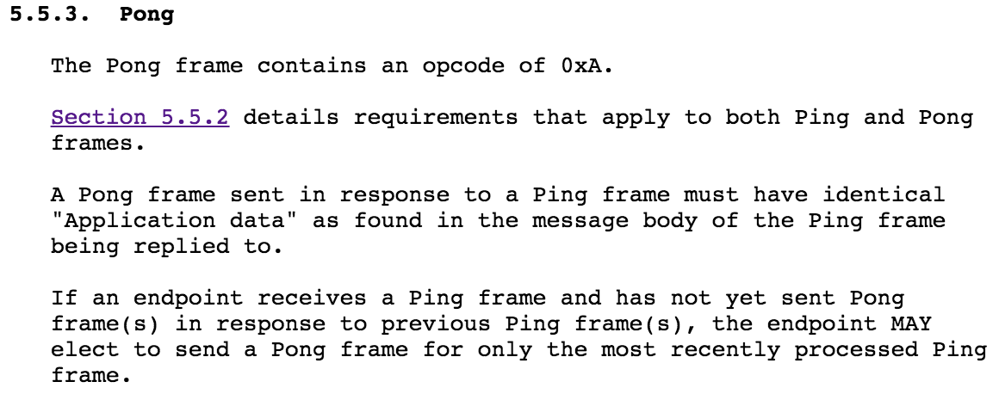 5.5.3. Pong
The Pong frame contains an opcode of 0xA.
Section 5.5.2 details requirements that apply to both Ping and Pong
frames.
A Pong frame sent in response to a Ping frame must have identical
"Application data" as found in the message body of the Ping frame
being replied to.
If an endpoint receives a Ping frame and has not yet sent Pong
frame(s) in response to previous Ping frame(s), the endpoint MAY
elect to send a Pong frame for only the most recently processed Ping
frame.